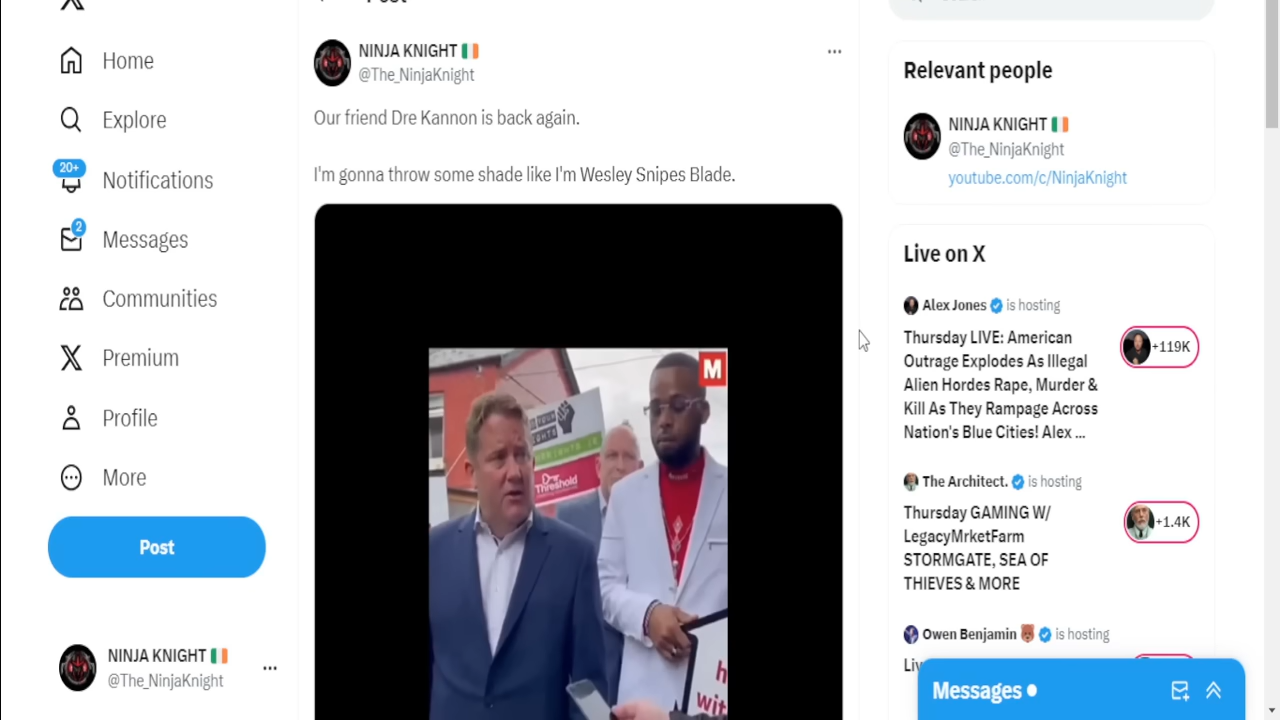 Home
Explore
20+
Notifications
2
Messages
Communities
Premium
Profile
More
Post
NINJA KNIGHT
@The_NinjaKnight
NINJA KNIGHT
@The_NinjaKnight
Our friend Dre Kannon is back again.
I'm gonna throw some shade like I'm Wesley Snipes Blade.
M
Threshold
h
wit
Relevant people
NINJA KNIGHT
@The_NinjaKnight
youtube.com/c/NinjaKnight
Live on X
Alex Jones is hosting
Thursday LIVE: American
Outrage Explodes As Illegal
Alien Hordes Rape, Murder &
Kill As They Rampage Across
Nation's Blue Cities! Alex ...
+119K
The Architect. is hosting
Thursday GAMING W/
LegacyMrketFarm
STORMGATE, SEA OF
THIEVES & MORE
+1.4K
Owen Benjamin is hosting
Liv
Messages